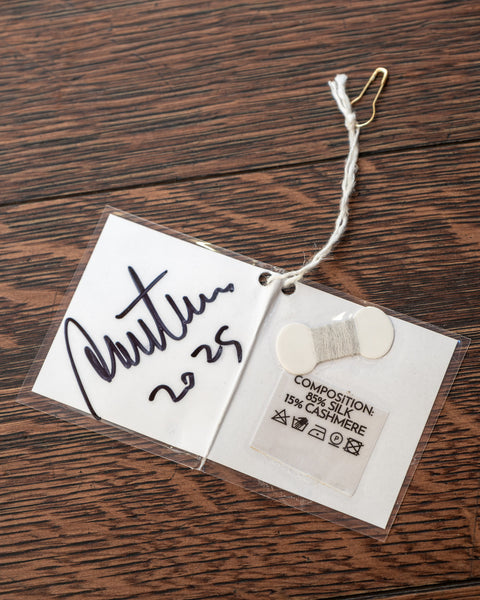 2025
COMPOSITION:
85% SILK
15% CASHMERE